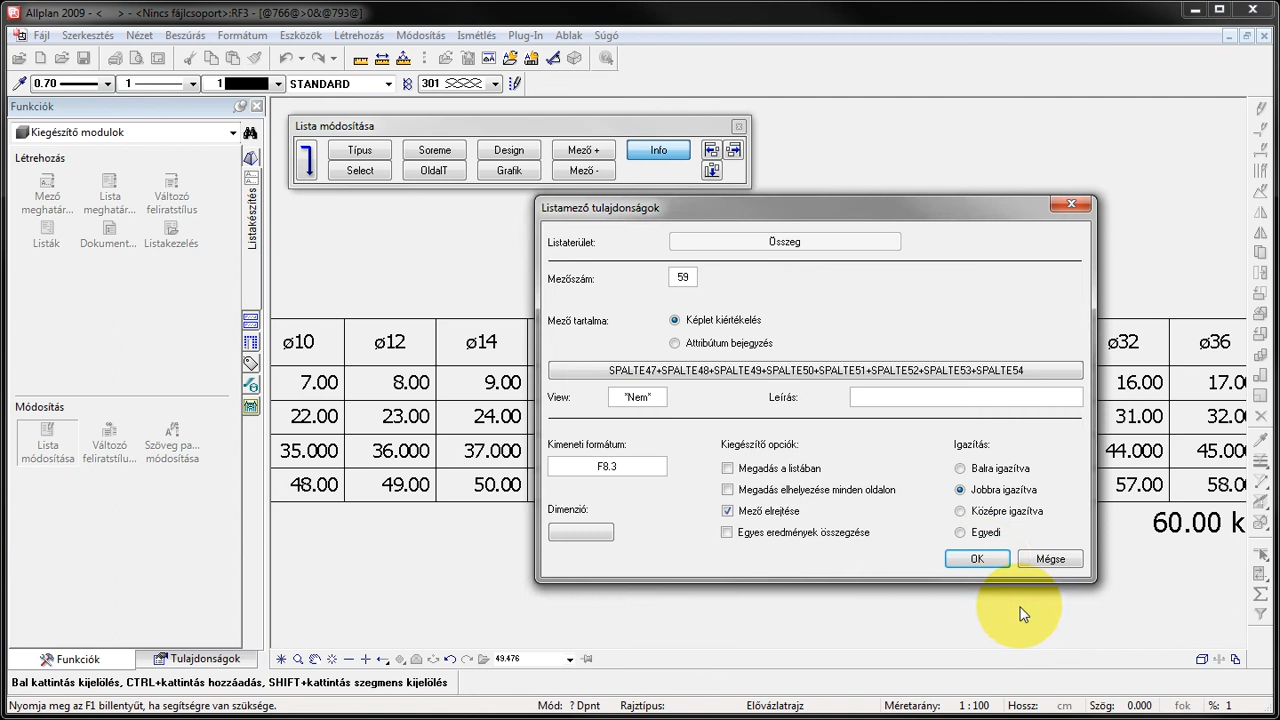 Allplan 2009 - < > - <Nincs fájlcsoport>:RF3 - [@766@>0&@793@]
Fájl Szerkesztés Nézet Beszúrás Formátum Eszközök Létrehozás Módosítás Ismétlés Plug-In Ablak Súgó
0.70 1 1 STANDARD 301
Funkciók
Kiegészítő modulok
Létrehozás
Mező meghatár...
Lista meghatár...
Változó feliratstílus
Listák
Dokument...
Listakezelés
Listakészítés
Módosítás
Lista módosítása
Változó feliratstílu...
Szöveg pa... módosítása
Lista módosítása
Típus Soreme Design Mező + Info
Select OldalT Grafik Mező -
ø10 ø12 ø14 ø32 ø36
7.00 8.00 9.00 16.00 17.0
22.00 23.00 24.00 31.00 32.0
35.000 36.000 37.000 44.000 45.00
48.00 49.00 50.00 57.00 58.0
60.00 k
Listamező tulajdonságok
Listaterület: Összeg
Mezőszám: 59
Mező tartalma: Képlet kiértékelés
Attribútum bejegyzés
SPALTE47+SPALTE48+SPALTE49+SPALTE50+SPALTE51+SPALTE52+SPALTE53+SPALTE54
View: "Nem" Leírás:
Kimeneti formátum: Kiegészítő opciók: Igazítás:
F8.3 Megadás a listában Balra igazítva
Megadás elhelyezése minden oldalon Jobbra igazítva
Dimenzió: Mező elrejtése Középre igazítva
Egyes eredmények összegzése Egyedi
OK Mégse
Funkciók Tulajdonságok
49.476
Bal kattintás kijelölés, CTRL+kattintás hozzáadás, SHIFT+kattintás szegmens kijelölés
Nyomja meg az F1 billentyűt, ha segítségre van szüksége. Mód: ? Dpnt Rajztípus: Elővázlatrajz Méretarány: 1 : 100 Hossz: cm Szög: 0.000 fok %: 1